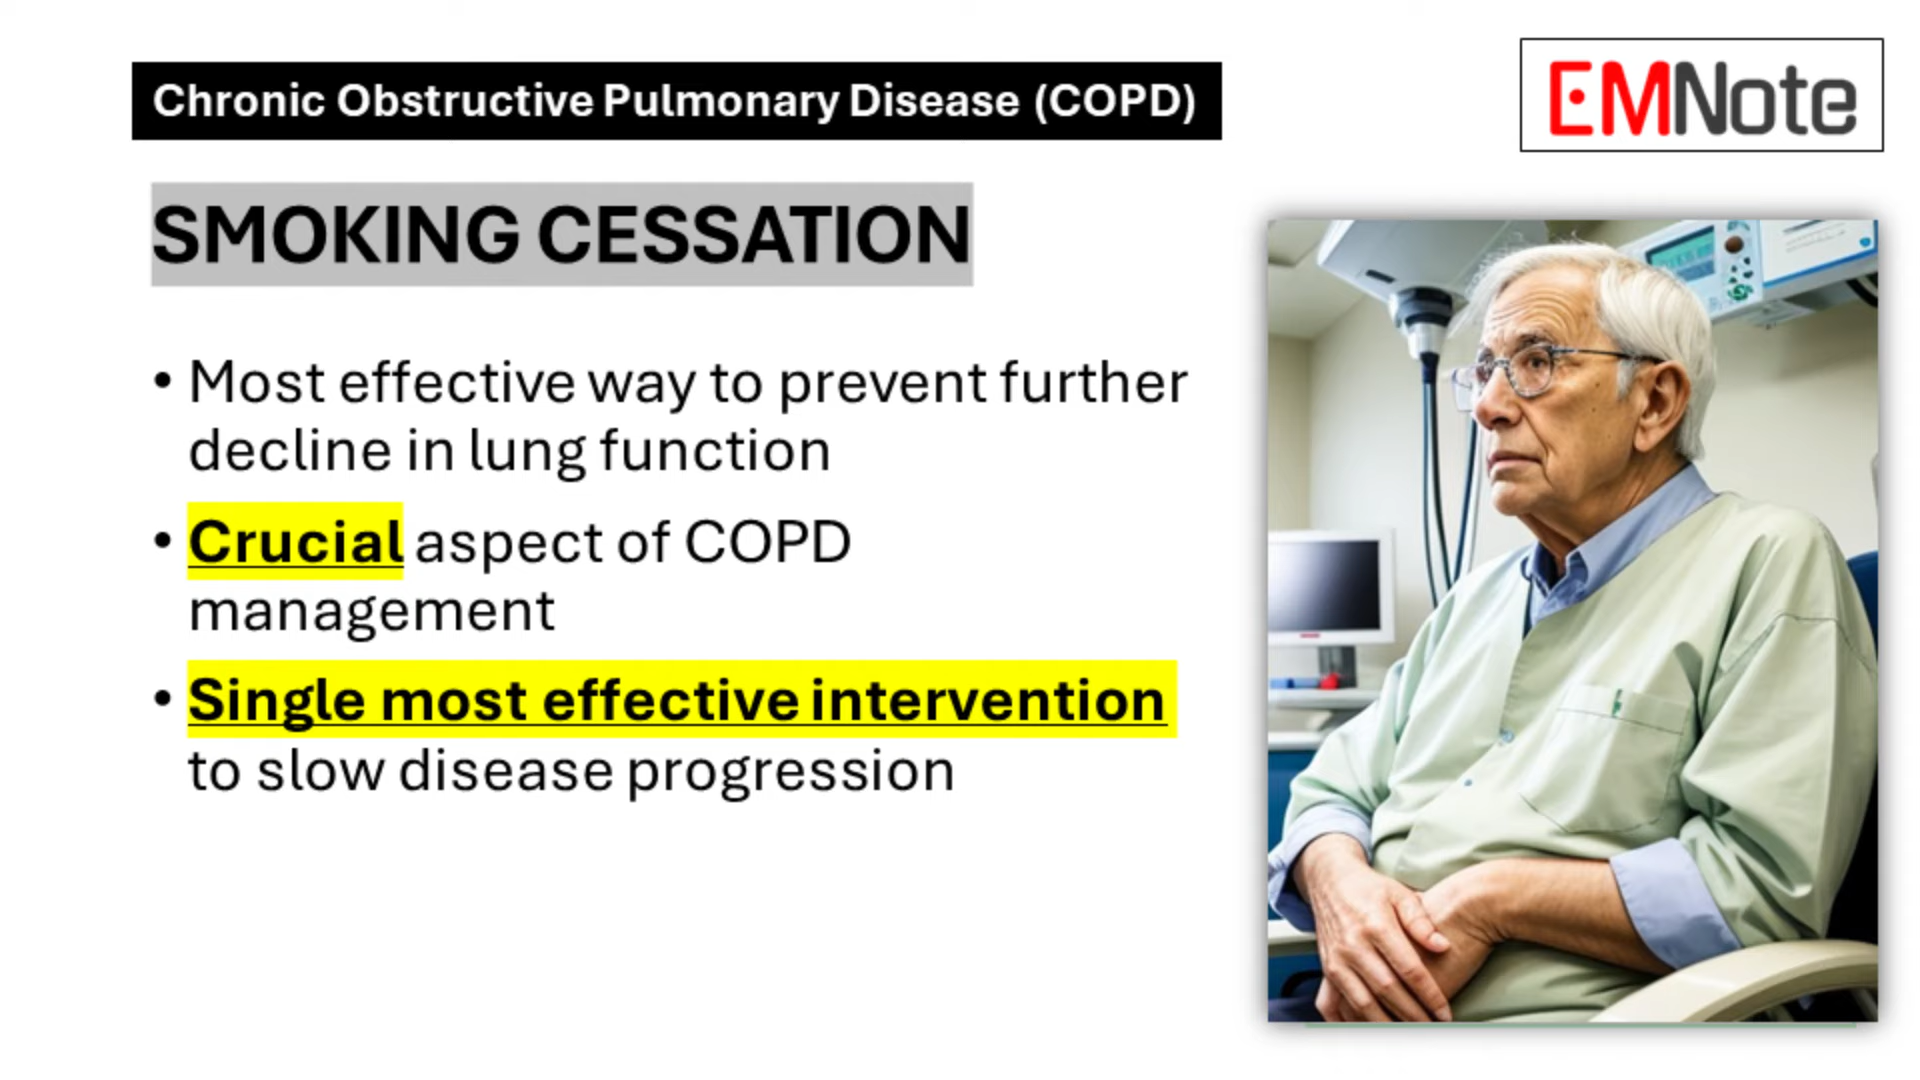 Chronic Obstructive Pulmonary Disease (COPD)
EMNote
SMOKING CESSATION
• Most effective way to prevent further
decline in lung function
• Crucial aspect of COPD
management
• Single most effective intervention
to slow disease progression